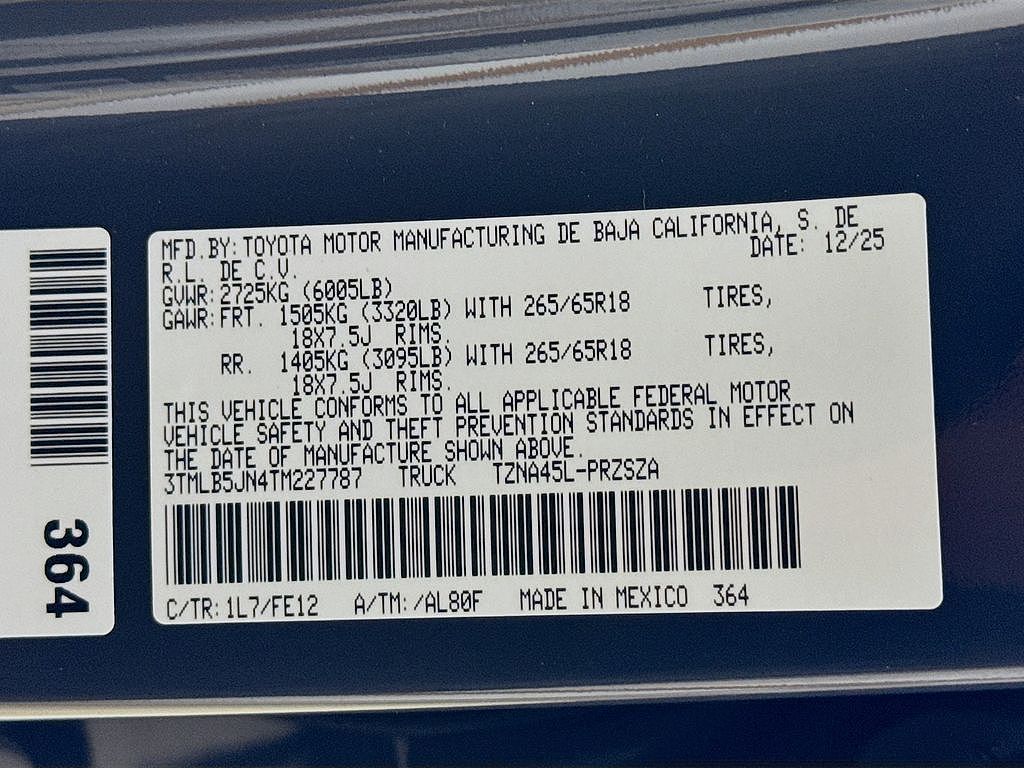 MFD.BY:TOYOTA MOTOR MANUFACTURING DE BAJA CALIFORNIA, S. DE
R.L. DE C.V. DATE: 12/25
GVWR:2725KG (6005LB)
GAWR:FRT. 1505KG (3320LB) WITH 265/65R18 TIRES,
18X7.5J RIMS.
RR. 1405KG (3095LB) WITH 265/65R18 TIRES,
18X7.5J RIMS.
THIS VEHICLE CONFORMS TO ALL APPLICABLE FEDERAL MOTOR
VEHICLE SAFETY AND THEFT PREVENTION STANDARDS IN EFFECT ON
THE DATE OF MANUFACTURE SHOWN ABOVE.
3TMLB5JN4TM227787 TRUCK TZNA45L-PRZSZA
C/TR:1L7/FE12 A/TM:/AL80F MADE IN MEXICO 364
364